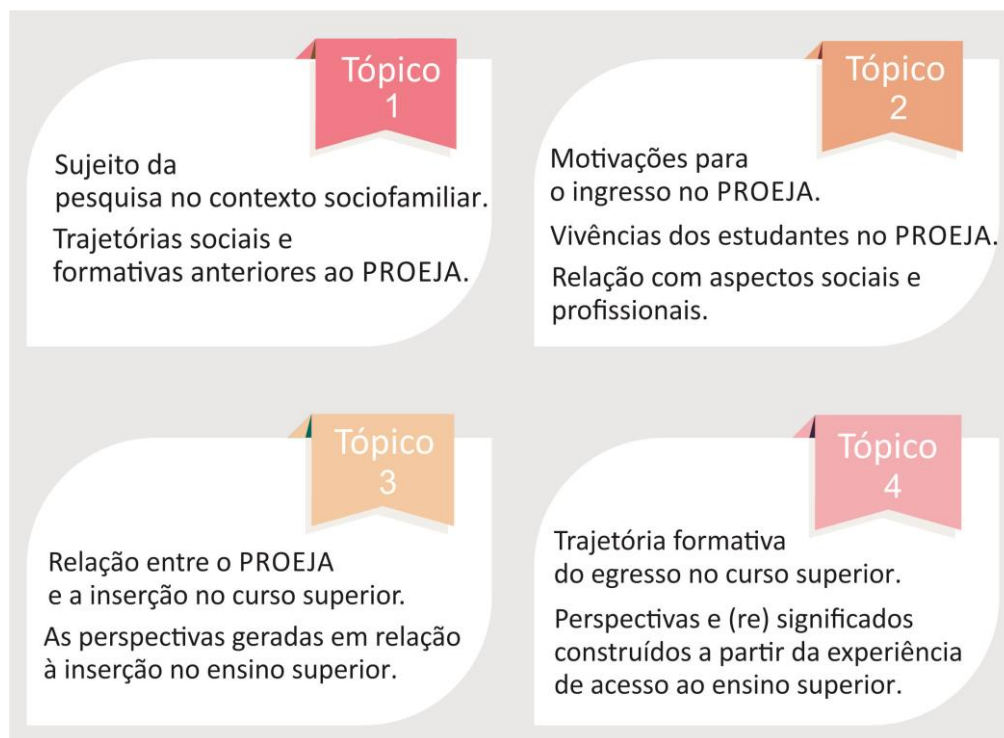 Tópico
1
Sujeito da
pesquisa no contexto sociofamiliar.
Trajetórias sociais e
formativas anteriores ao PROEJA.
Tópico
2
Motivações para
o ingresso no PROEJA.
Vivências dos estudantes no PROEJA.
Relação com aspectos sociais e
profissionais.
Tópico
3
Relação entre o PROEJA
e a inserção no curso superior.
As perspectivas geradas em relação
à inserção no ensino superior.
Tópico
4
Trajetória formativa
do egresso no curso superior.
Perspectivas e (re) significados
construídos a partir da experiência
de acesso ao ensino superior.